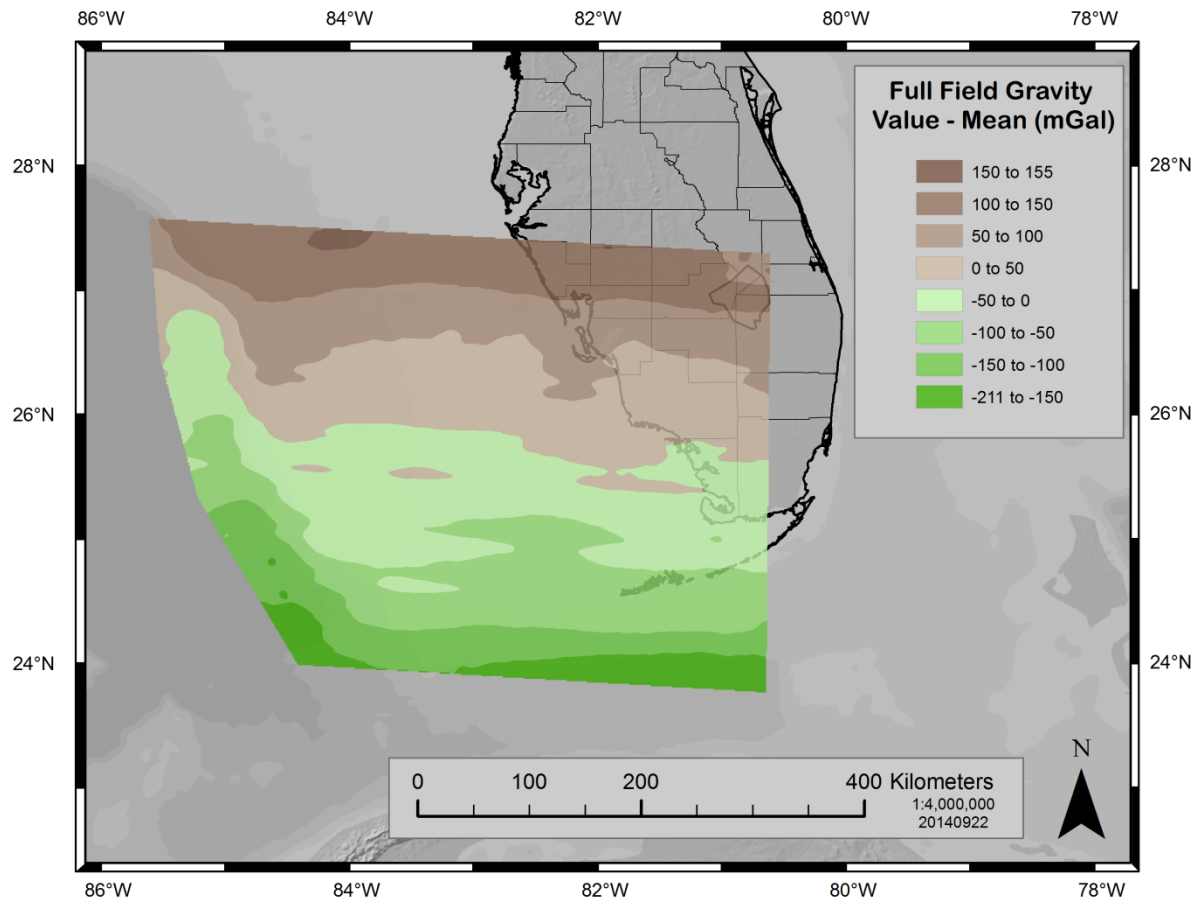 86°W 84°W 82°W 80°W 78°W
Full Field Gravity
Value - Mean (mGal)
150 to 155
100 to 150
50 to 100
0 to 50
-50 to 0
-100 to -50
-150 to -100
-211 to -150
28°N 28°N
26°N 26°N
24°N 24°N
N
0 100 200 400 Kilometers
1:4,000,000
20140922
86°W 84°W 82°W 80°W 78°W